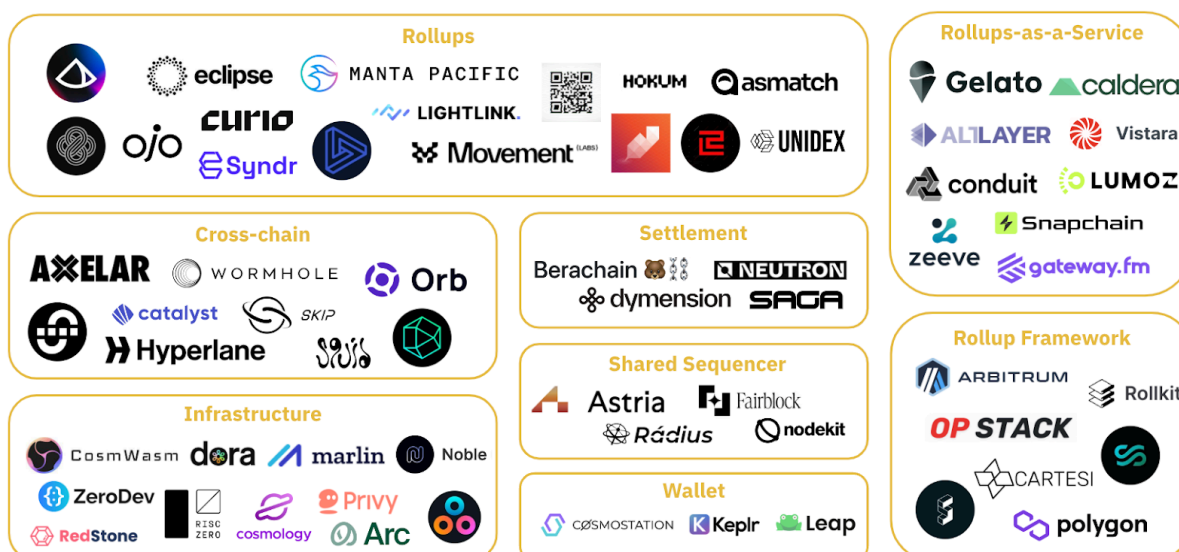 Rollups
eclipse
MANTA PACIFIC
HOKUM
asmatch
ojo
curio
LIGHTLINK.
Syndr
Movement (LABS)
UNIDEX
Rollups-as-a-Service
Gelato
caldera
ALTLAYER
Vistara
conduit
LUMOZ
zeeve
Snapchain
gateway.fm
Cross-chain
AXELAR
WORMHOLE
Orb
catalyst
SKIP
Hyperlane
SQUID
Settlement
Berachain 🐻⛓️
NEUTRON
dymension
SAGA
Shared Sequencer
Astria
Fairblock
Rádius
nodekit
Rollup Framework
ARBITRUM
Rollkit
OP STACK
CARTESI
polygon
Infrastructure
CosmWasm
dora
marlin
Noble
ZeroDev
RISC
ZERO
cosmology
Privy
RedStone
Arc
Wallet
CØSMOSTATION
Keplr
Leap